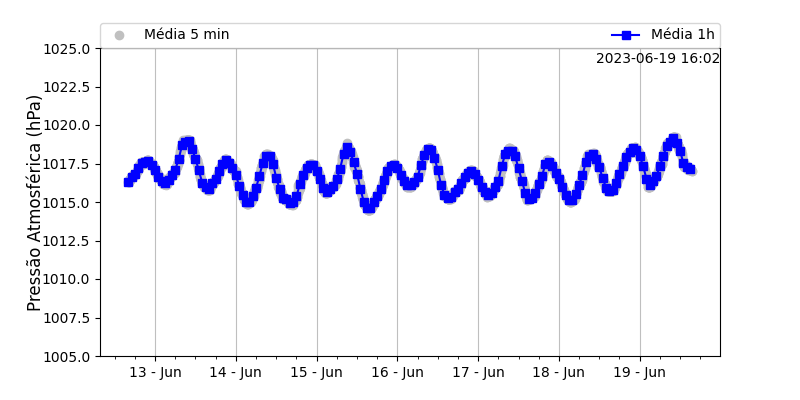 Média 5 min
Média 1h
2023-06-19 16:02
Pressão Atmosférica (hPa)
1025.0
1022.5
1020.0
1017.5
1015.0
1012.5
1010.0
1007.5
1005.0
13 - Jun
14 - Jun
15 - Jun
16 - Jun
17 - Jun
18 - Jun
19 - Jun